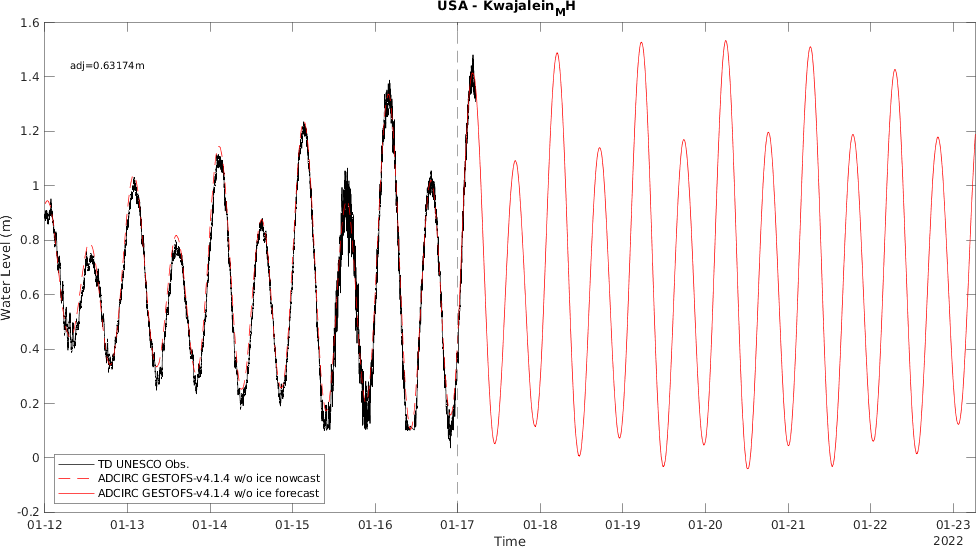 USA - Kwajalein_MH
1.6
1.4
1.2
1
0.8
0.6
0.4
0.2
0
-0.2
Water Level (m)
adj=0.63174m
TD UNESCO Obs.
ADCIRC GESTOFS-v4.1.4 w/o ice nowcast
ADCIRC GESTOFS-v4.1.4 w/o ice forecast
01-12 01-13 01-14 01-15 01-16 01-17 01-18 01-19 01-20 01-21 01-22 01-23
Time
2022